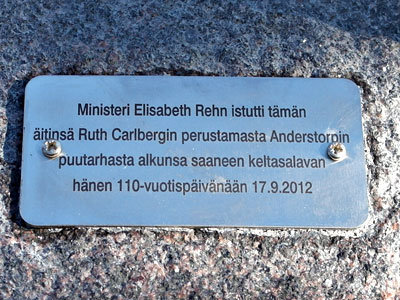 Ministeri Elisabeth Rehn istutti tämän
äitinsä Ruth Carlbergin perustamasta Anderstorpin
puutarhasta alkunsa saaneen keltasalavan
hänen 110-vuotispäivänään 17.9.2012